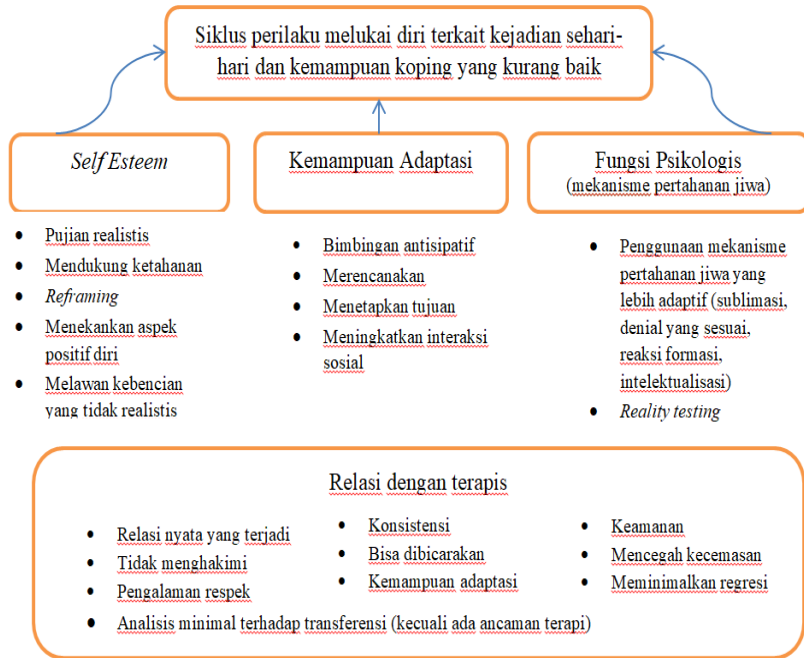 Siklus perilaku melukai diri terkait kejadian sehari-
hari dan kemampuan koping yang kurang baik
Self Esteem
Kemampuan Adaptasi
Fungsi Psikologis
(mekanisme pertahanan jiwa)
• Pujian realistis
• Mendukung ketahanan
• Reframing
• Menekankan aspek
positif diri
• Melawan kebencian
yang tidak realistis
• Bimbingan antisipatif
• Merencanakan
• Menetapkan tujuan
• Meningkatkan interaksi
sosial
• Penggunaan mekanisme
pertahanan jiwa yang
lebih adaptif (sublimasi,
denial yang sesuai,
reaksi formasi,
intelektualisasi)
• Reality testing
Relasi dengan terapis
• Relasi nyata yang terjadi
• Tidak menghakimi
• Pengalaman respek
• Konsistensi
• Bisa dibicarakan
• Kemampuan adaptasi
• Keamanan
• Mencegah kecemasan
• Meminimalkan regresi
• Analisis minimal terhadap transferensi (kecuali ada ancaman terapi)